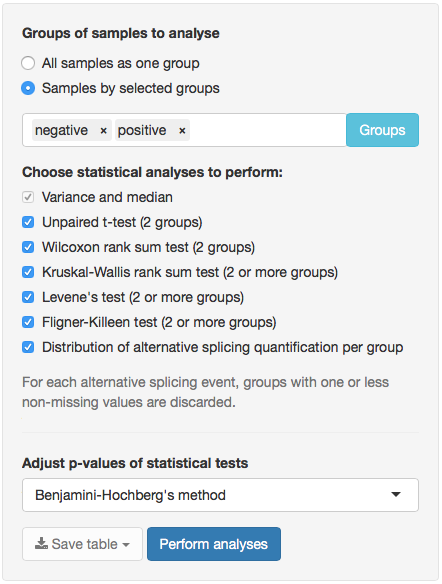 Groups of samples to analyse
All samples as one group
Samples by selected groups
negative × positive × Groups
Choose statistical analyses to perform:
Variance and median
Unpaired t-test (2 groups)
Wilcoxon rank sum test (2 groups)
Kruskal-Wallis rank sum test (2 or more groups)
Levene's test (2 or more groups)
Fligner-Killeen test (2 or more groups)
Distribution of alternative splicing quantification per group
For each alternative splicing event, groups with one or less
non-missing values are discarded.
Adjust p-values of statistical tests
Benjamini-Hochberg's method
Save table Perform analyses